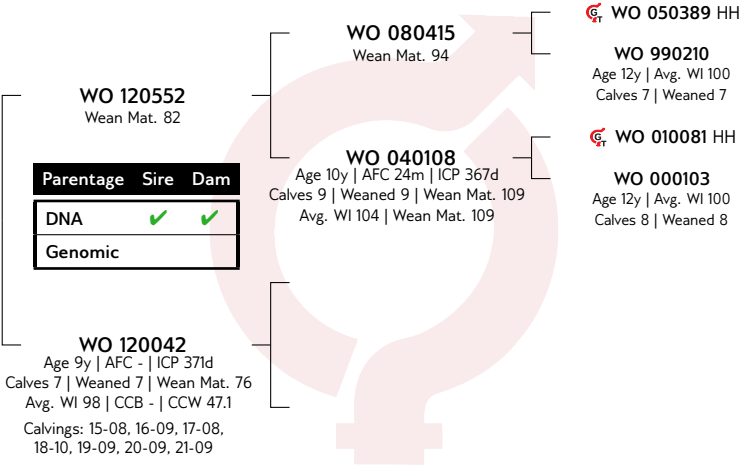 WO 050389 HH
WO 080415
Wean Mat. 94
WO 990210
Age 12y | Avg. WI 100
Calves 7 | Weaned 7
WO 120552
Wean Mat. 82
WO 010081 HH
WO 040108
Age 10y | AFC 24m | ICP 367d
Calves 9 | Weaned 9 | Wean Mat. 109
Avg. WI 104 | Wean Mat. 109
WO 000103
Age 12y | Avg. WI 100
Calves 8 | Weaned 8
Parentage Sire Dam
DNA ✔ ✔
Genomic
WO 120042
Age 9y | AFC - | ICP 371d
Calves 7 | Weaned 7 | Wean Mat. 76
Avg. WI 98 | CCB - | CCW 47.1
Calvings: 15-08, 16-09, 17-08,
18-10, 19-09, 20-09, 21-09